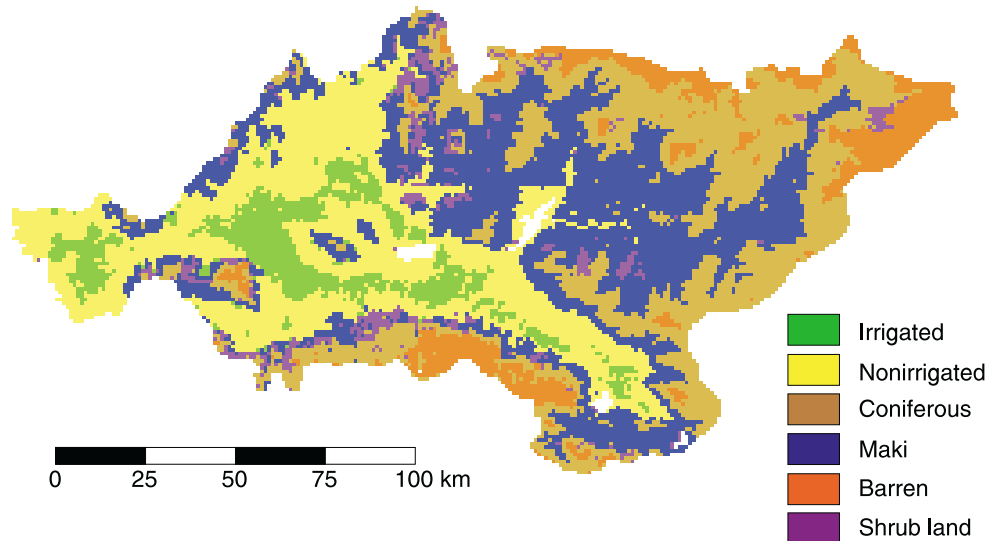 Irrigated
Nonirrigated
Coniferous
Maki
Barren
Shrub land
0 25 50 75 100 km